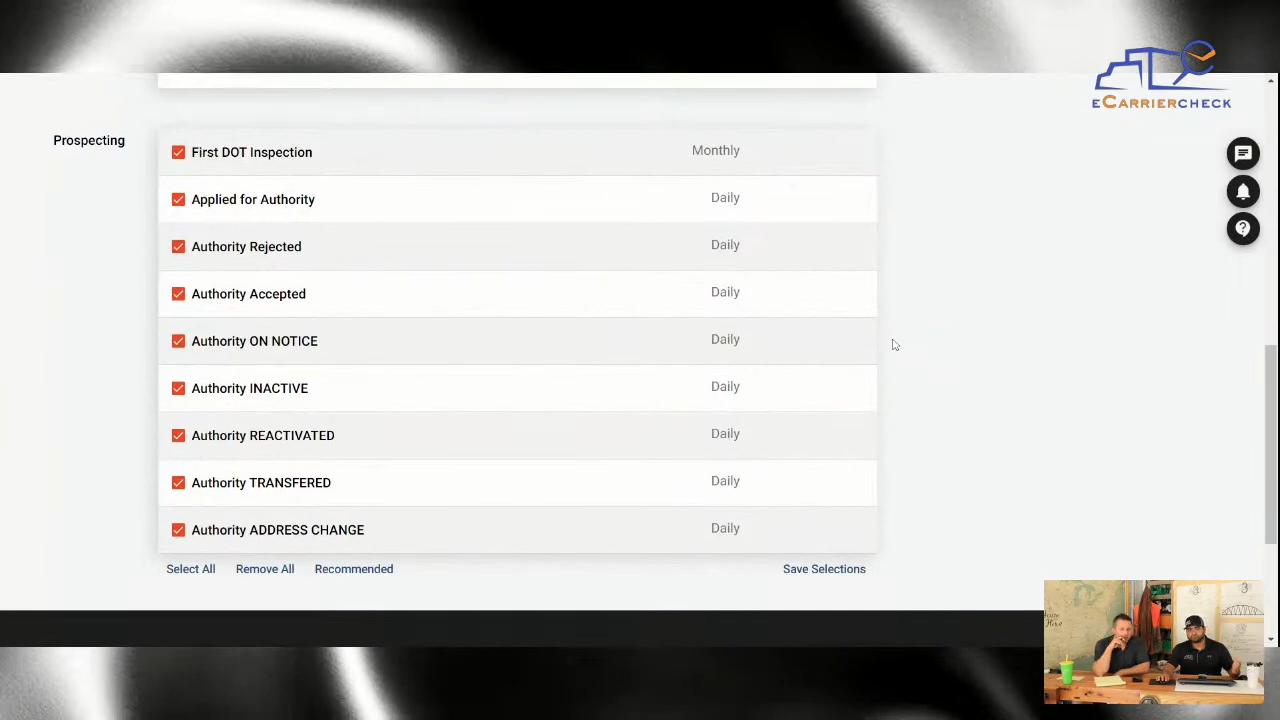 eCarrierCheck
Prospecting
First DOT Inspection Monthly
Applied for Authority Daily
Authority Rejected Daily
Authority Accepted Daily
Authority ON NOTICE Daily
Authority INACTIVE Daily
Authority REACTIVATED Daily
Authority TRANSFERED Daily
Authority ADDRESS CHANGE Daily
Select All Remove All Recommended Save Selections